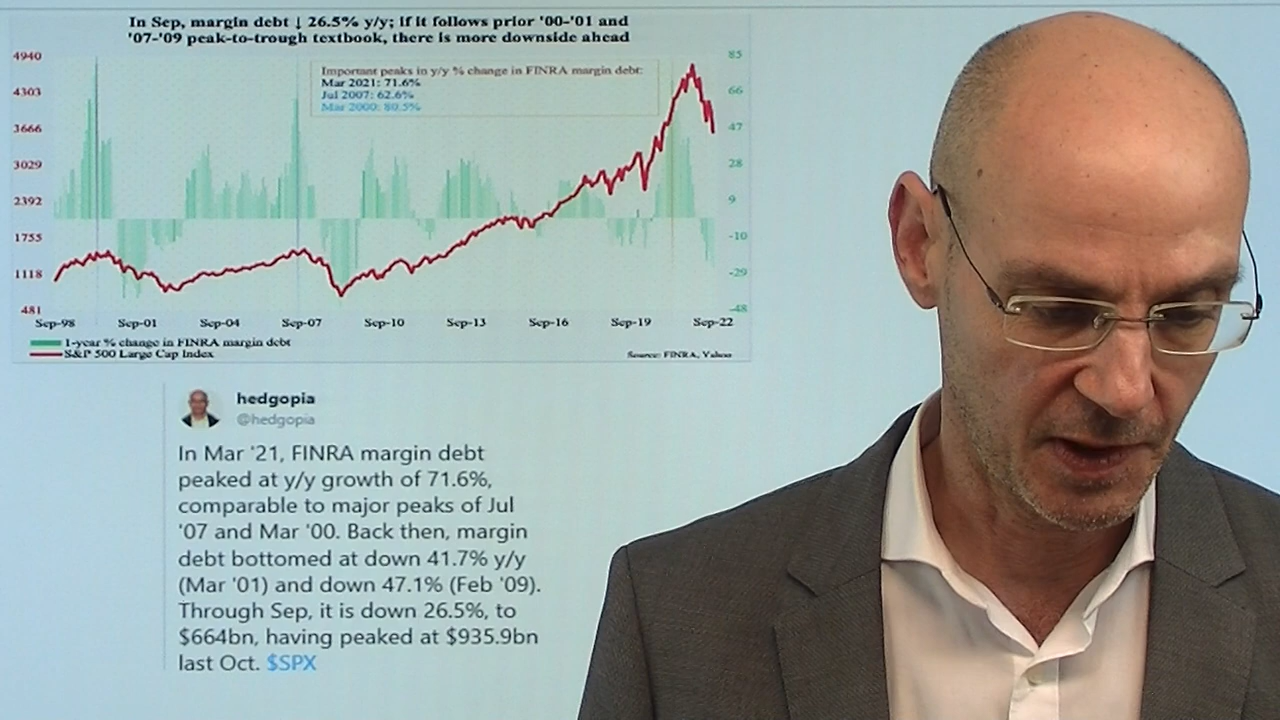 In Sep, margin debt ↓ 26.5% y/y; if it follows prior '00-'01 and
'07-'09 peak-to-trough textbook, there is more downside ahead
Important peaks in y/y % change in FINRA margin debt:
Mar 2021: 71.6%
Jul 2007: 62.6%
Mar 2000: 80.5%
4940
4303
3666
3029
2392
1755
1118
481
85
66
47
28
9
-10
-29
-48
Sep-98 Sep-01 Sep-04 Sep-07 Sep-10 Sep-13 Sep-16 Sep-19 Sep-22
1-year % change in FINRA margin debt
S&P 500 Large Cap Index
Source: FINRA, Yahoo
hedgopia
@hedgopia
In Mar '21, FINRA margin debt
peaked at y/y growth of 71.6%,
comparable to major peaks of Jul
'07 and Mar '00. Back then, margin
debt bottomed at down 41.7% y/y
(Mar '01) and down 47.1% (Feb '09).
Through Sep, it is down 26.5%, to
$664bn, having peaked at $935.9bn
last Oct. $SPX